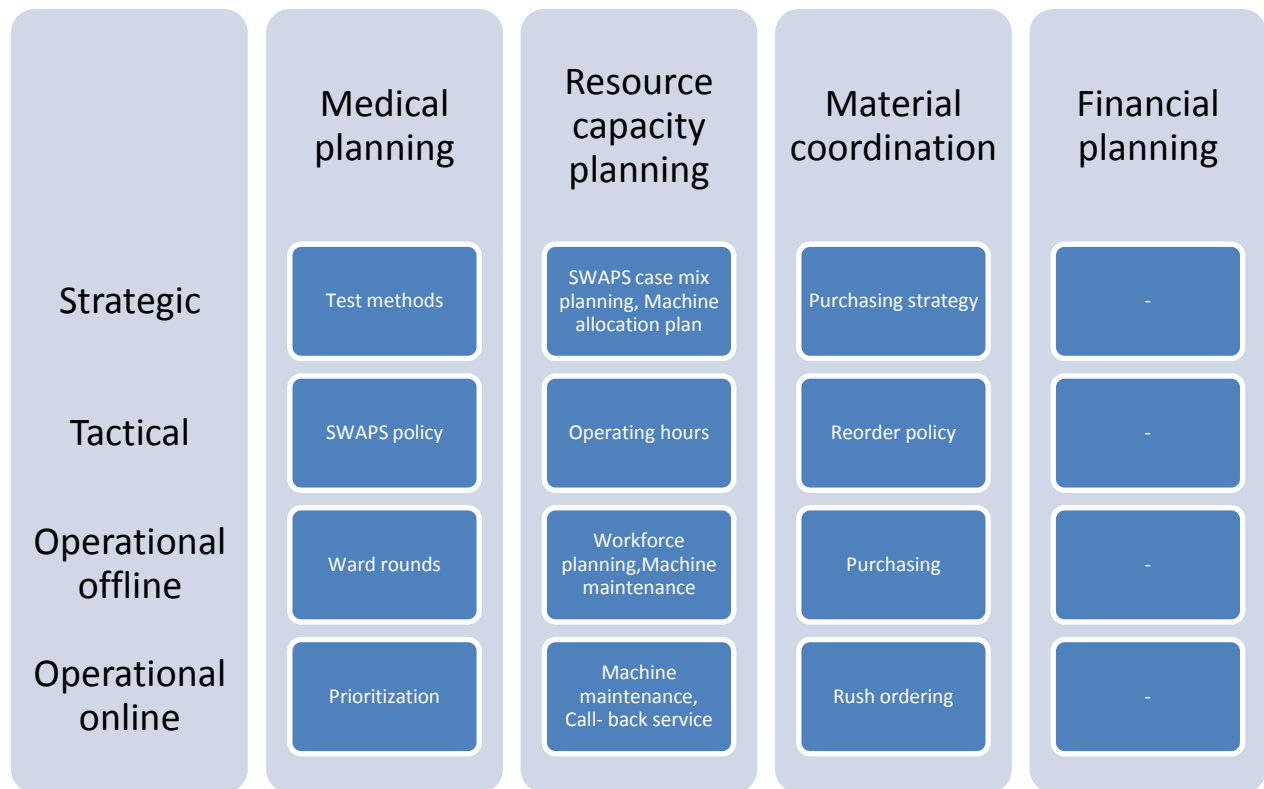 Medical
planning
Resource
capacity
planning
Material
coordination
Financial
planning
Strategic
Test methods
SWAPS case mix
planning, Machine
allocation plan
Purchasing strategy
-
Tactical
SWAPS policy
Operating hours
Reorder policy
-
Operational
offline
Ward rounds
Workforce
planning,Machine
maintenance
Purchasing
-
Operational
online
Prioritization
Machine
maintenance,
Call- back service
Rush ordering
-